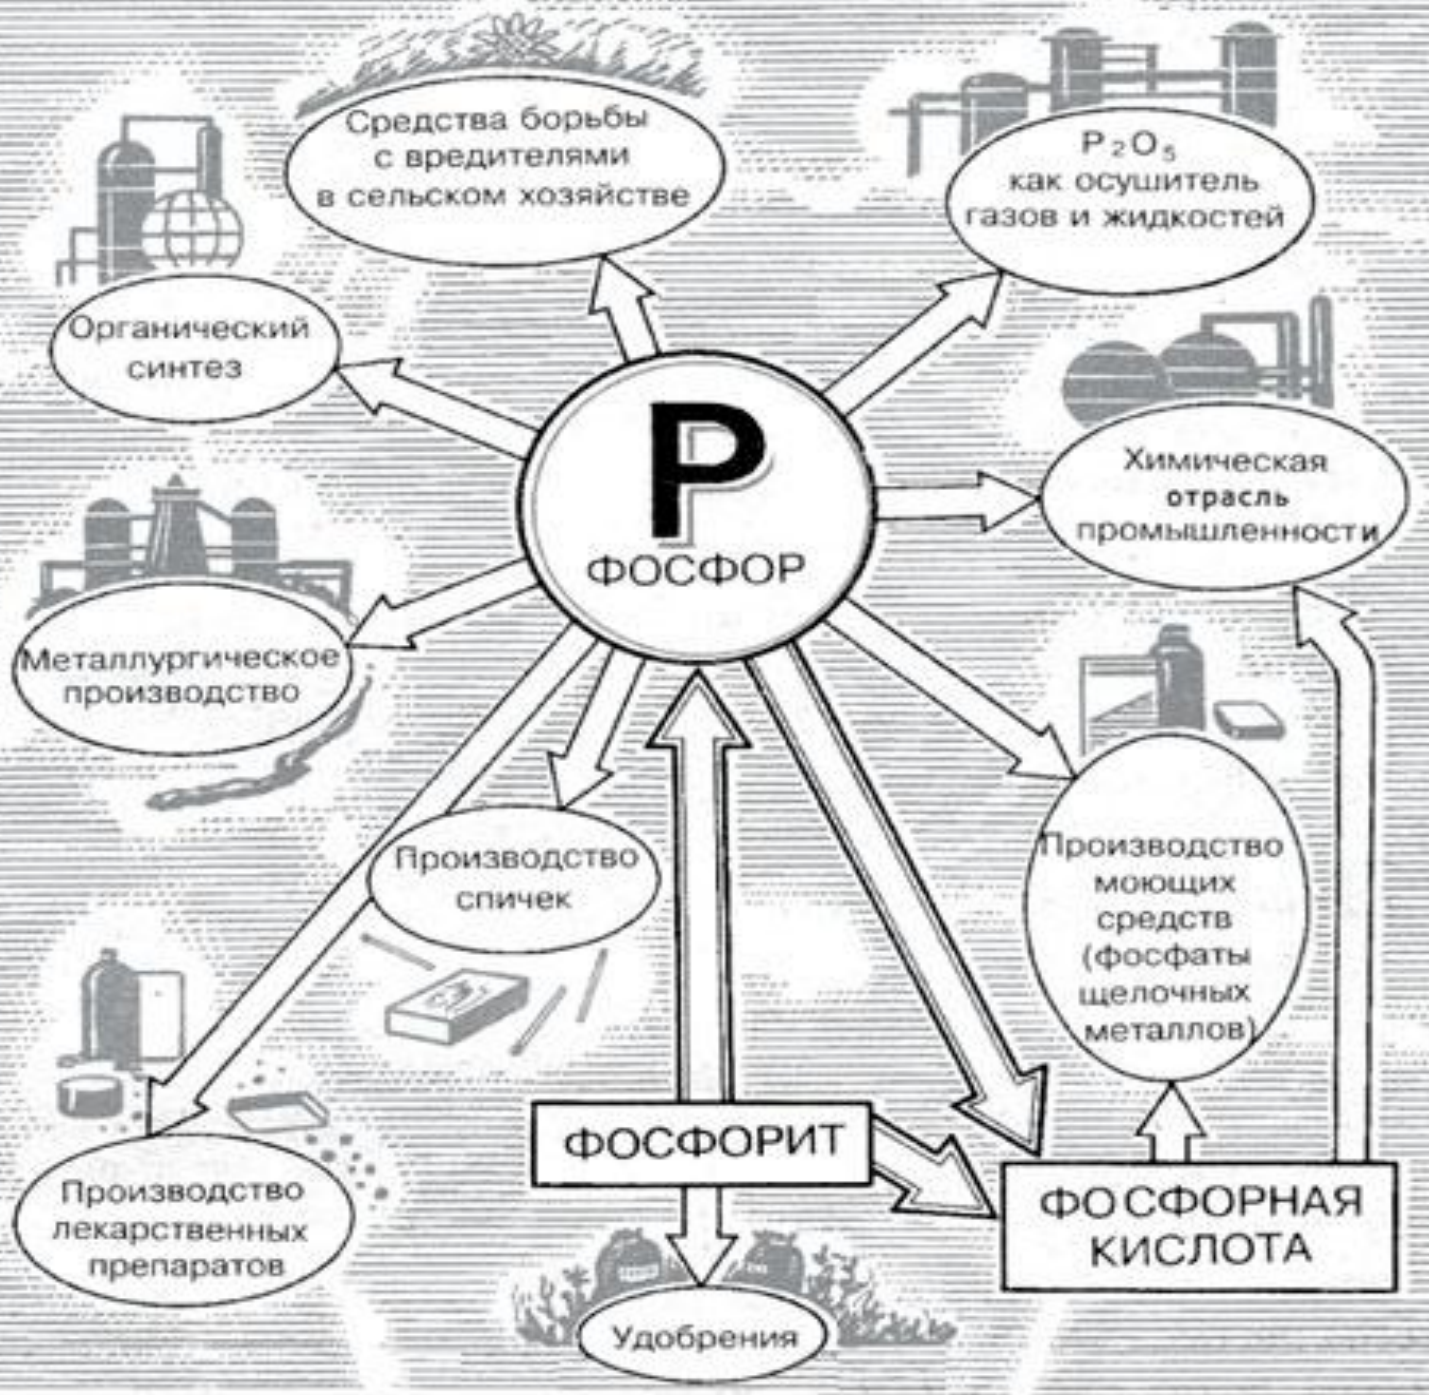 Средства борьбы
с вредителями
в сельском хозяйстве
P₂O₅
как осушитель
газов и жидкостей
Органический
синтез
Химическая
отрасль
промышленности
P
ФОСФОР
Металлургическое
производство
Производство
спичек
Производство
моющих
средств
(фосфаты
щелочных
металлов)
ФОСФОРИТ
Производство
лекарственных
препаратов
ФОСФОРНАЯ
КИСЛОТА
Удобрения